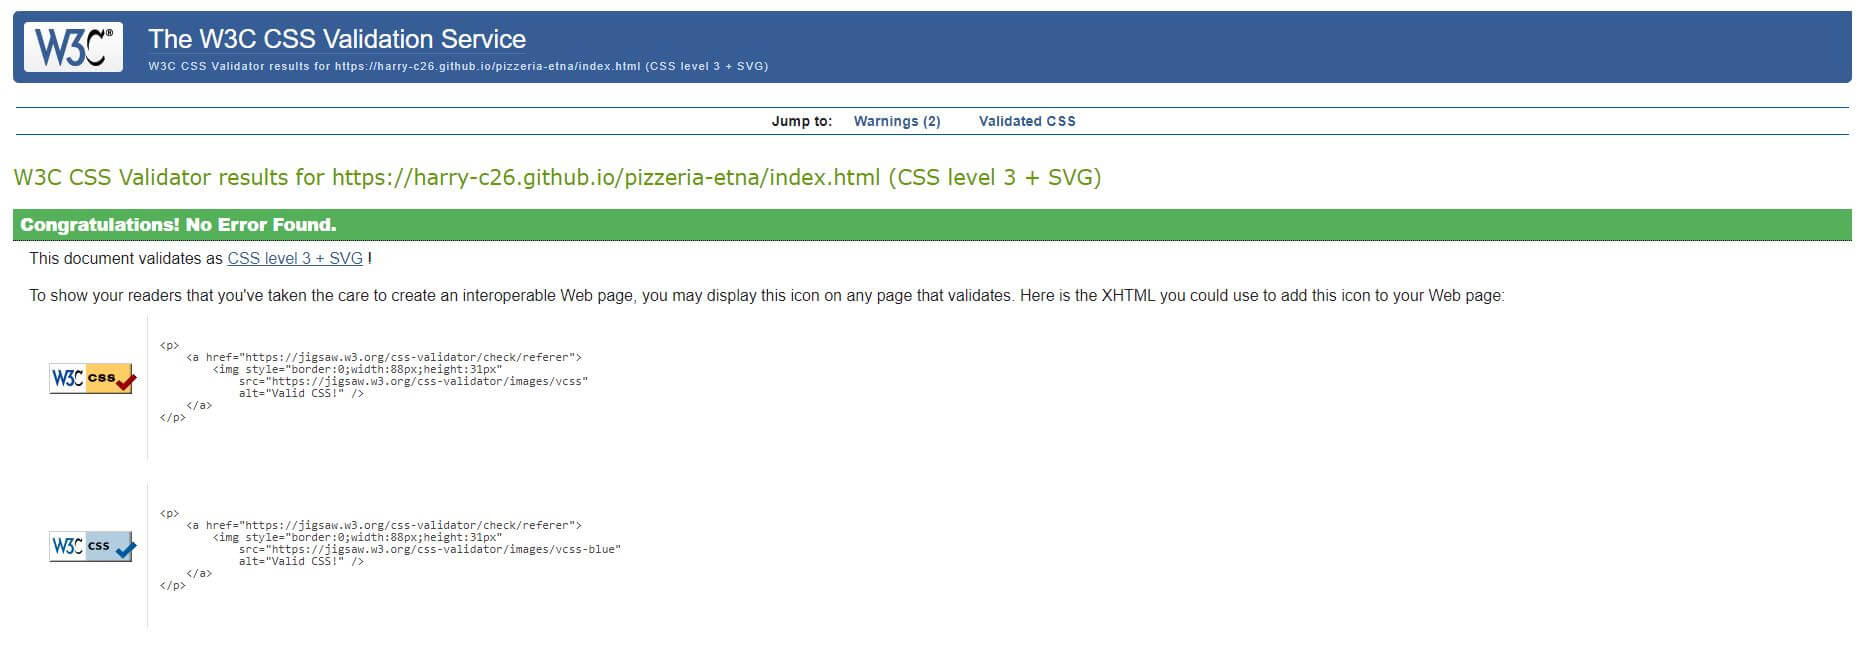 W3C®
The W3C CSS Validation Service
W3C CSS Validator results for https://harry-c26.github.io/pizzeria-etna/index.html (CSS level 3 + SVG)
Jump to: Warnings (2) Validated CSS
W3C CSS Validator results for https://harry-c26.github.io/pizzeria-etna/index.html (CSS level 3 + SVG)
Congratulations! No Error Found.
This document validates as CSS level 3 + SVG !
To show your readers that you've taken the care to create an interoperable Web page, you may display this icon on any page that validates. Here is the XHTML you could use to add this icon to your Web page:
W3C css
<p>
<a href="https://jigsaw.w3.org/css-validator/check/referer">
<img style="border:0;width:88px;height:31px"
src="https://jigsaw.w3.org/css-validator/images/vcss"
alt="Valid CSS!" />
</a>
</p>
W3C css
<p>
<a href="https://jigsaw.w3.org/css-validator/check/referer">
<img style="border:0;width:88px;height:31px"
src="https://jigsaw.w3.org/css-validator/images/vcss-blue"
alt="Valid CSS!" />
</a>
</p>